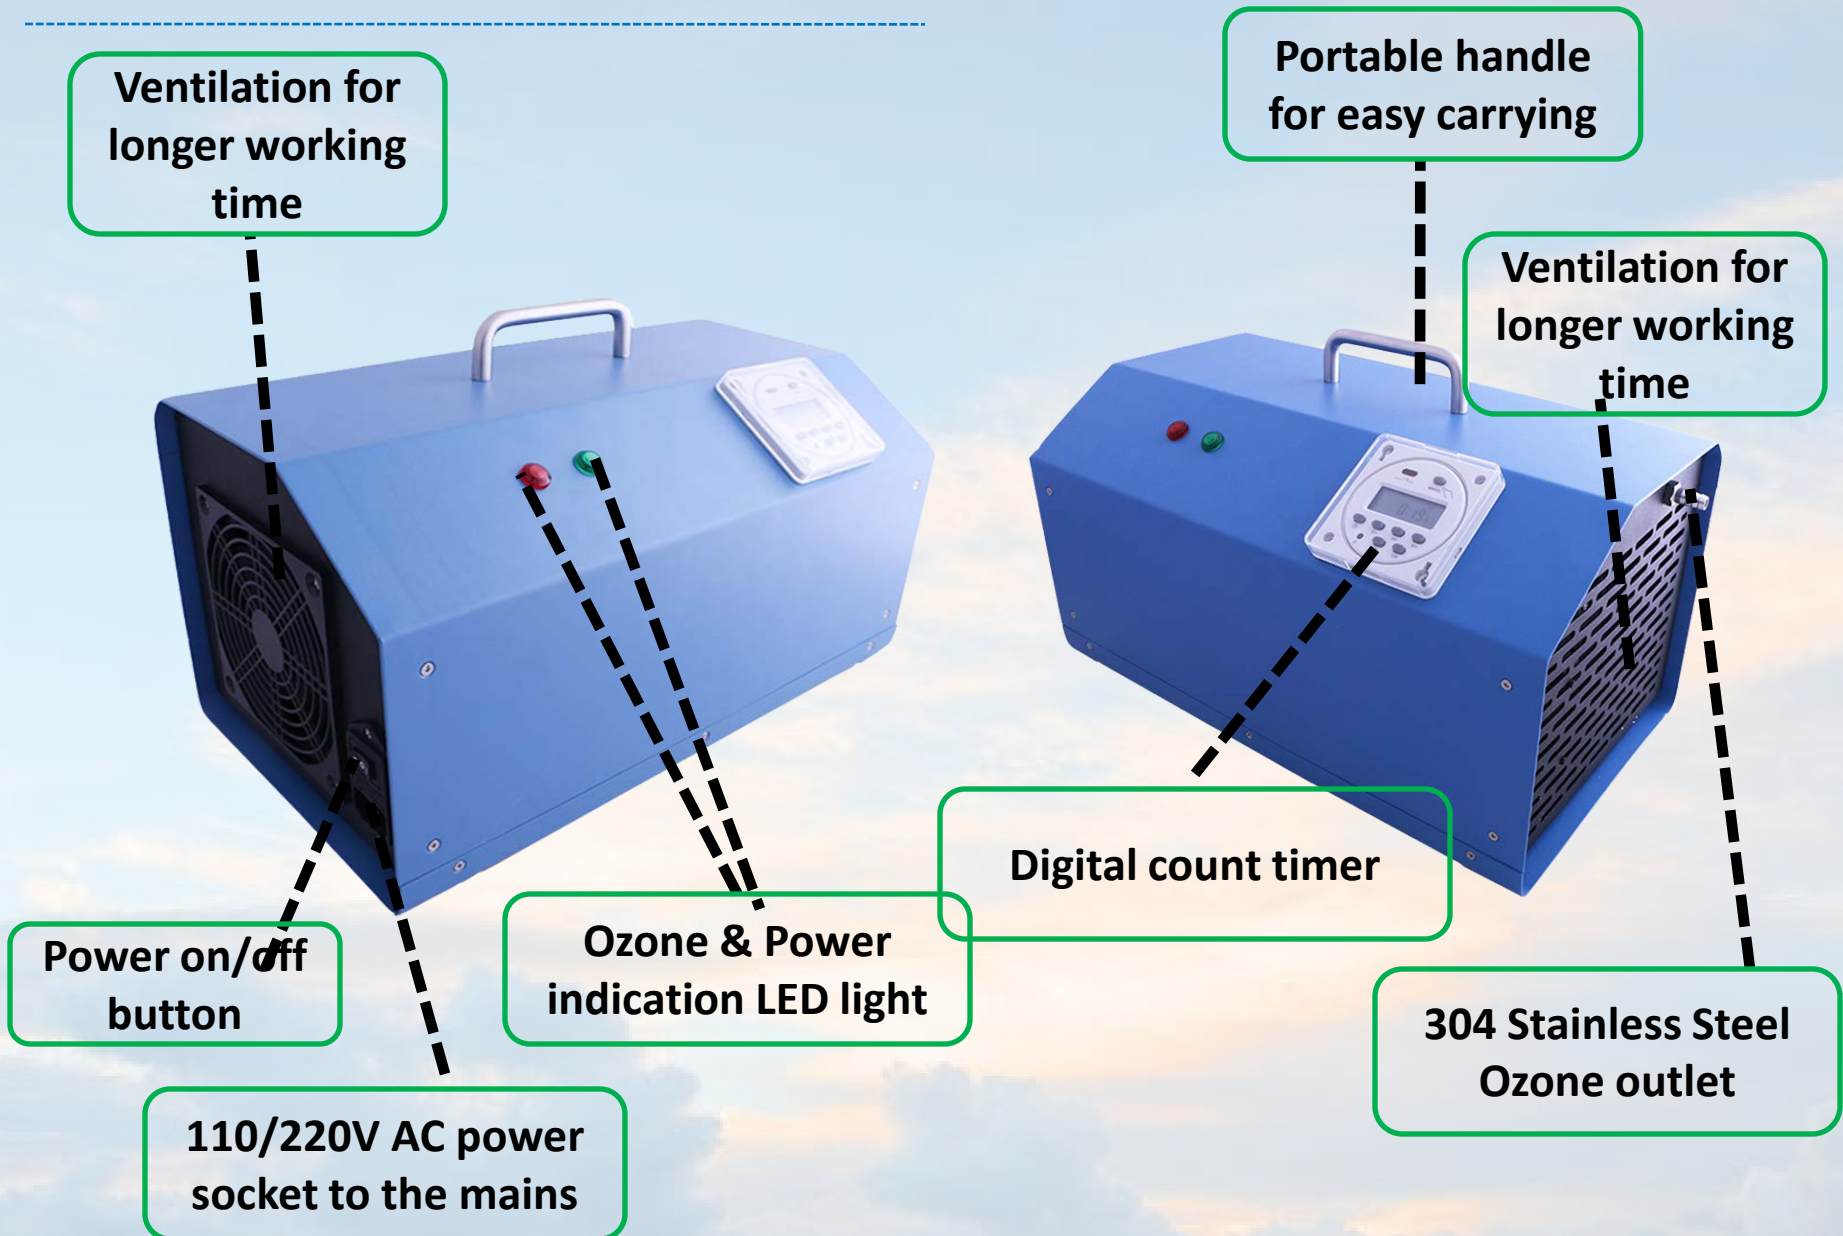 Ventilation for
longer working
time
Portable handle
for easy carrying
Ventilation for
longer working
time
Digital count timer
Power on/off
button
Ozone & Power
indication LED light
304 Stainless Steel
Ozone outlet
110/220V AC power
socket to the mains